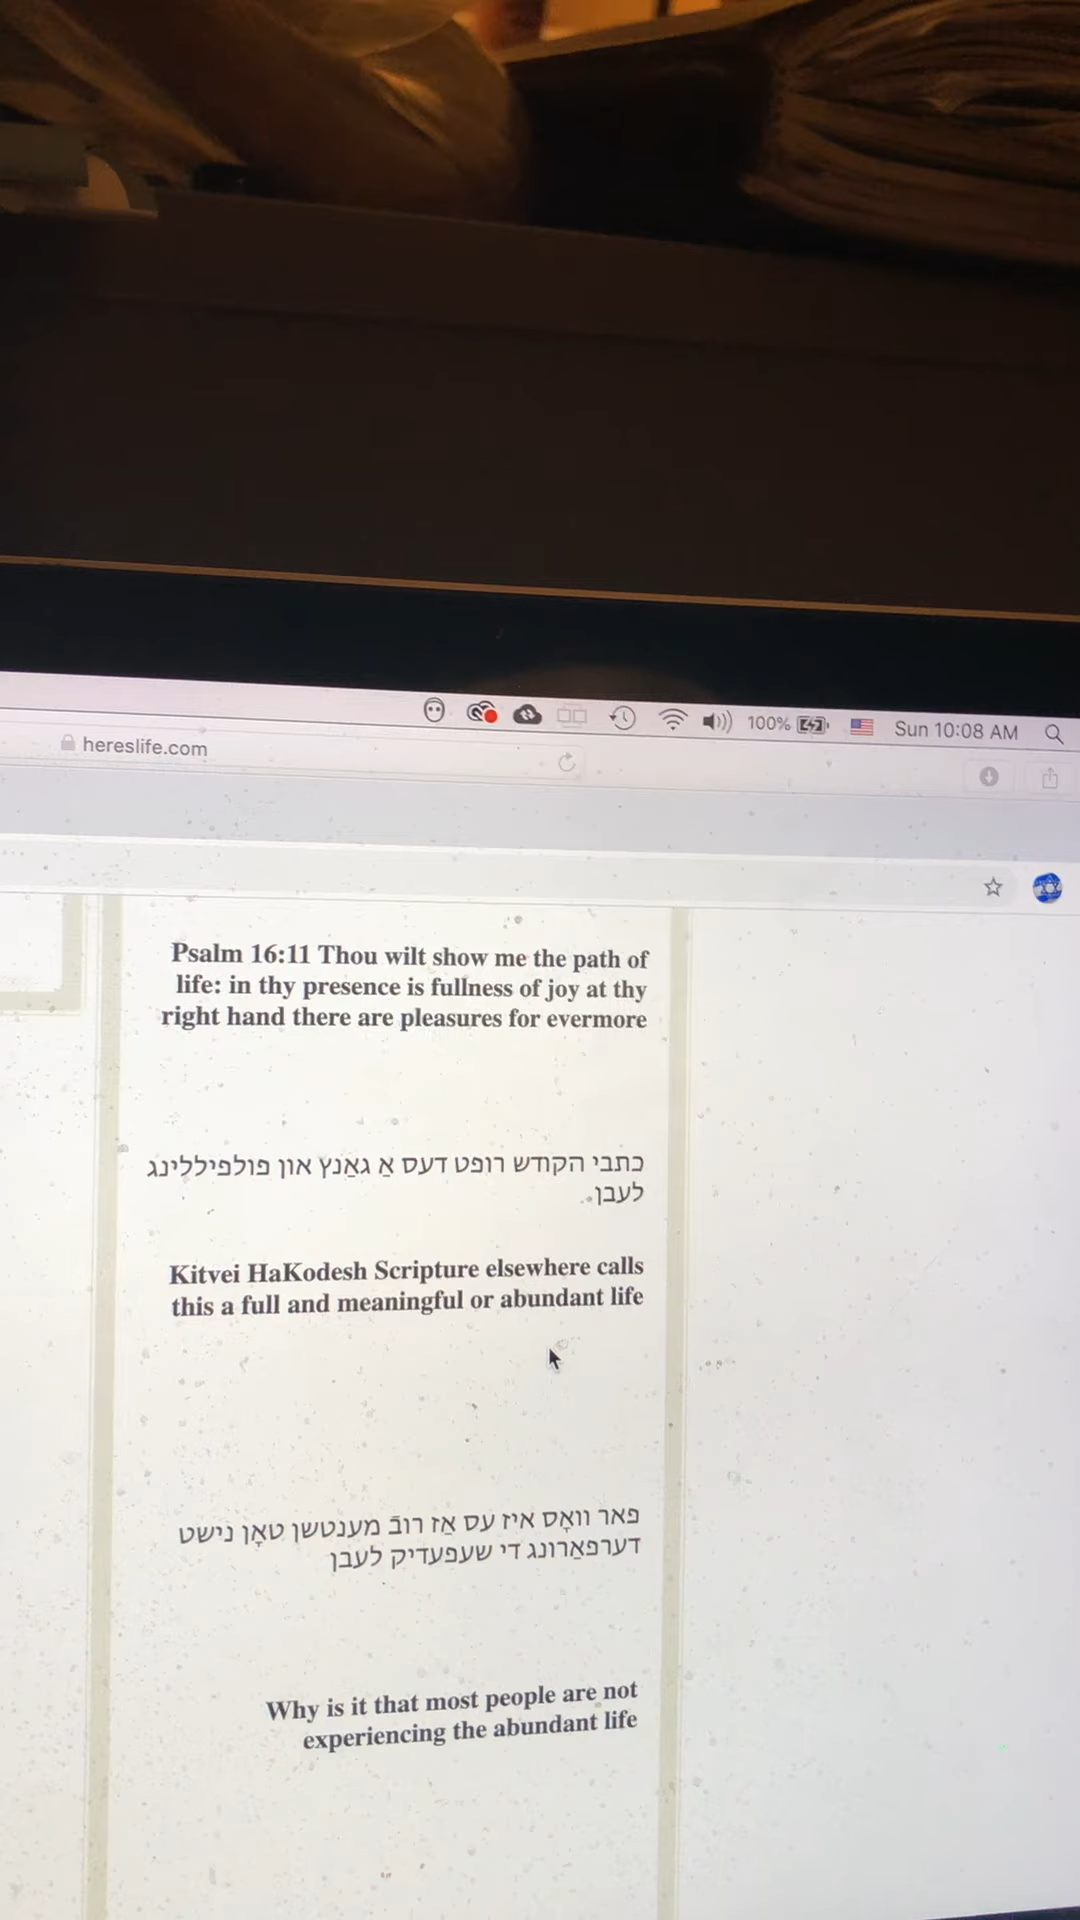 100%
Sun 10:08 AM
hereslife.com
Psalm 16:11 Thou wilt show me the path of
life: in thy presence is fullness of joy at thy
right hand there are pleasures for evermore
כתבי הקודש רופט דעס אַ גאַנץ און פולפיללינג
לעבן.
Kitvei HaKodesh Scripture elsewhere calls
this a full and meaningful or abundant life
פאר וואָס איז עס אַז רובֿ מענטשן טאָן נישט
דערפאַרונג די שעפעדיק לעבן
Why is it that most people are not
experiencing the abundant life